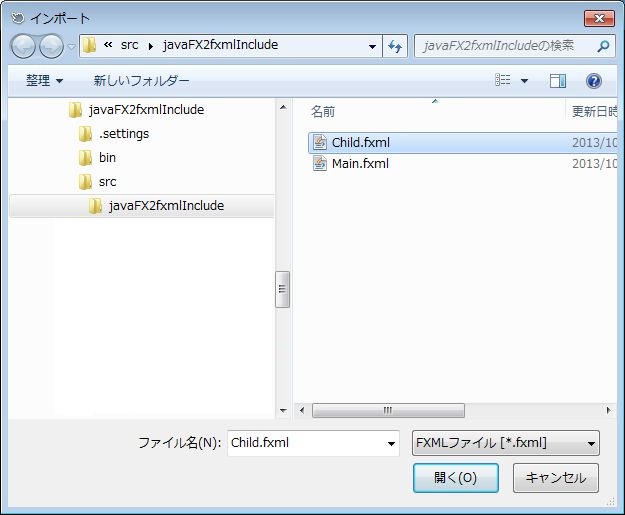 インポート
« src ▸ javaFX2fxmlInclude
javaFX2fxmlIncludeの検索
整理 新しいフォルダー
javaFX2fxmlInclude
.settings
bin
src
javaFX2fxmlInclude
名前 更新日時
Child.fxml 2013/10
Main.fxml 2013/10
ファイル名(N): Child.fxml FXMLファイル [*.fxml]
開く(O) キャンセル